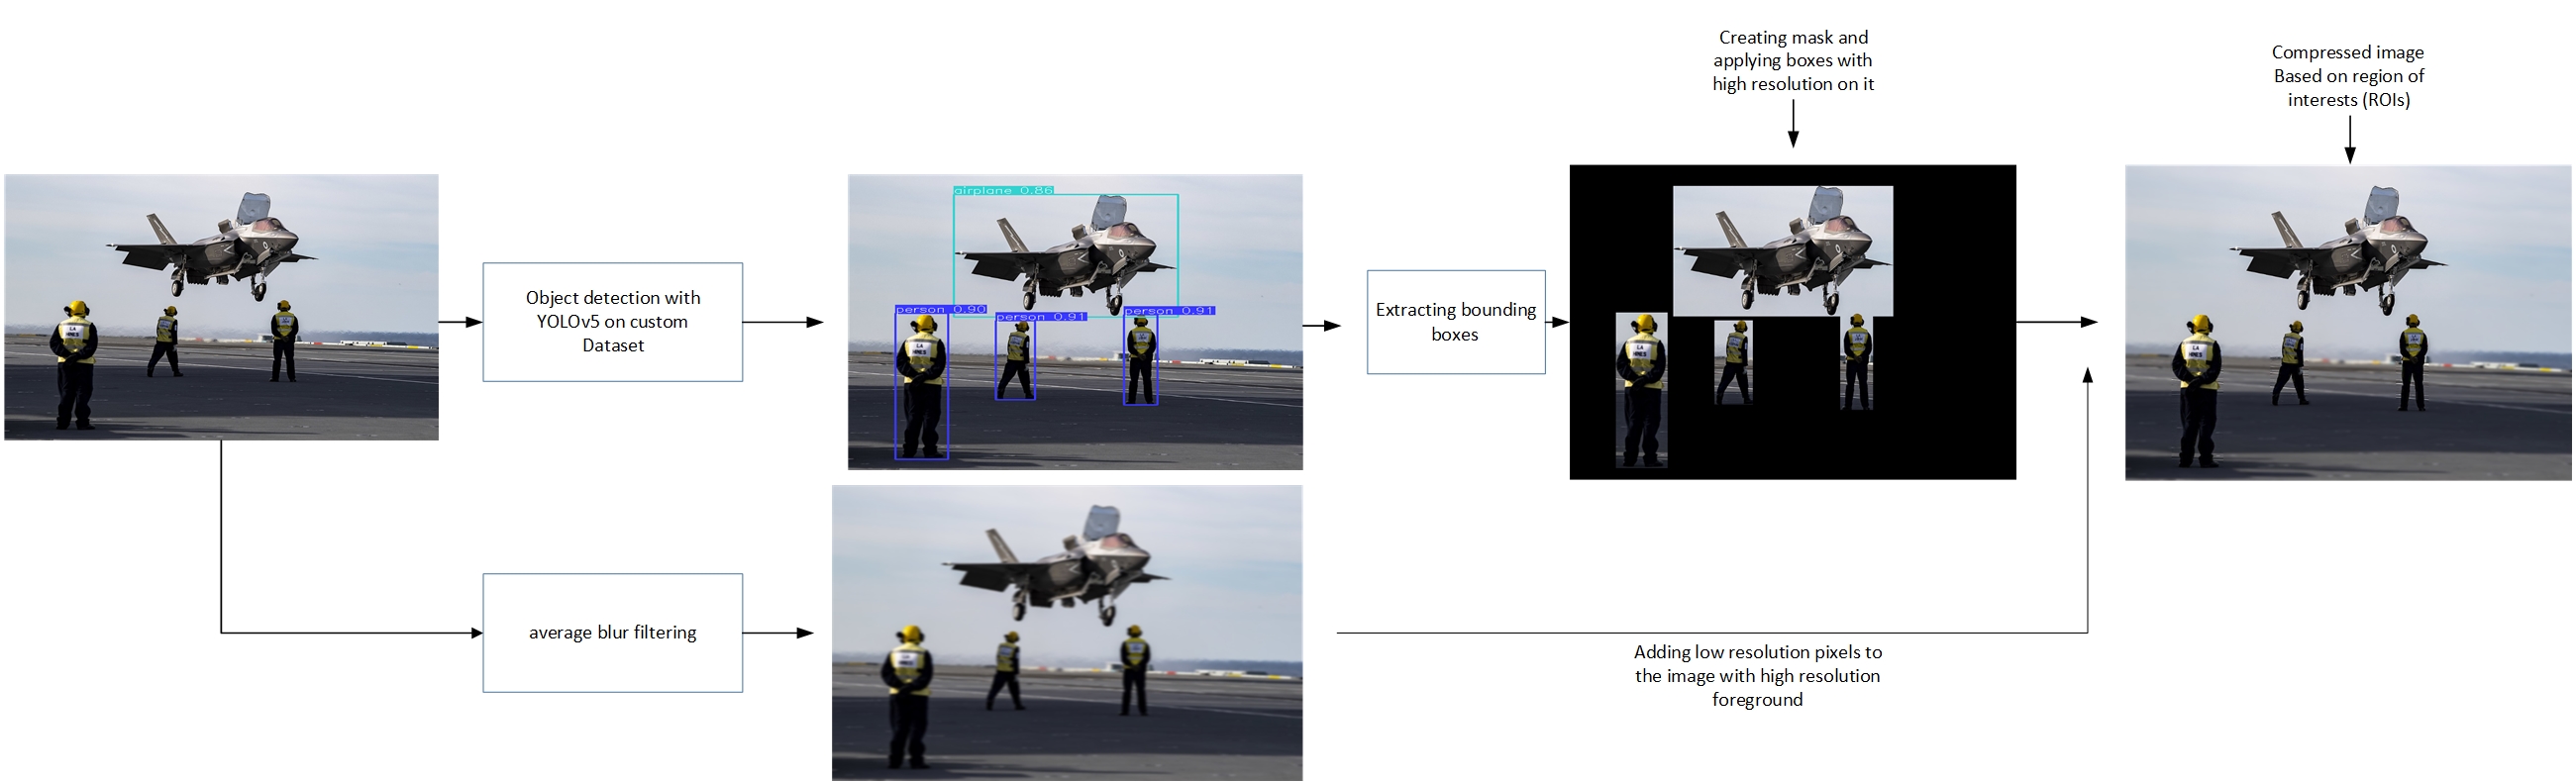 Creating mask and
applying boxes with
high resolution on it
Compressed image
Based on region of
interests (ROIs)
Object detection with
YOLOv5 on custom
Dataset
airplane 0.86
person 0.90
person 0.91
person 0.91
Extracting bounding
boxes
average blur filtering
Adding low resolution pixels to
the image with high resolution
foreground